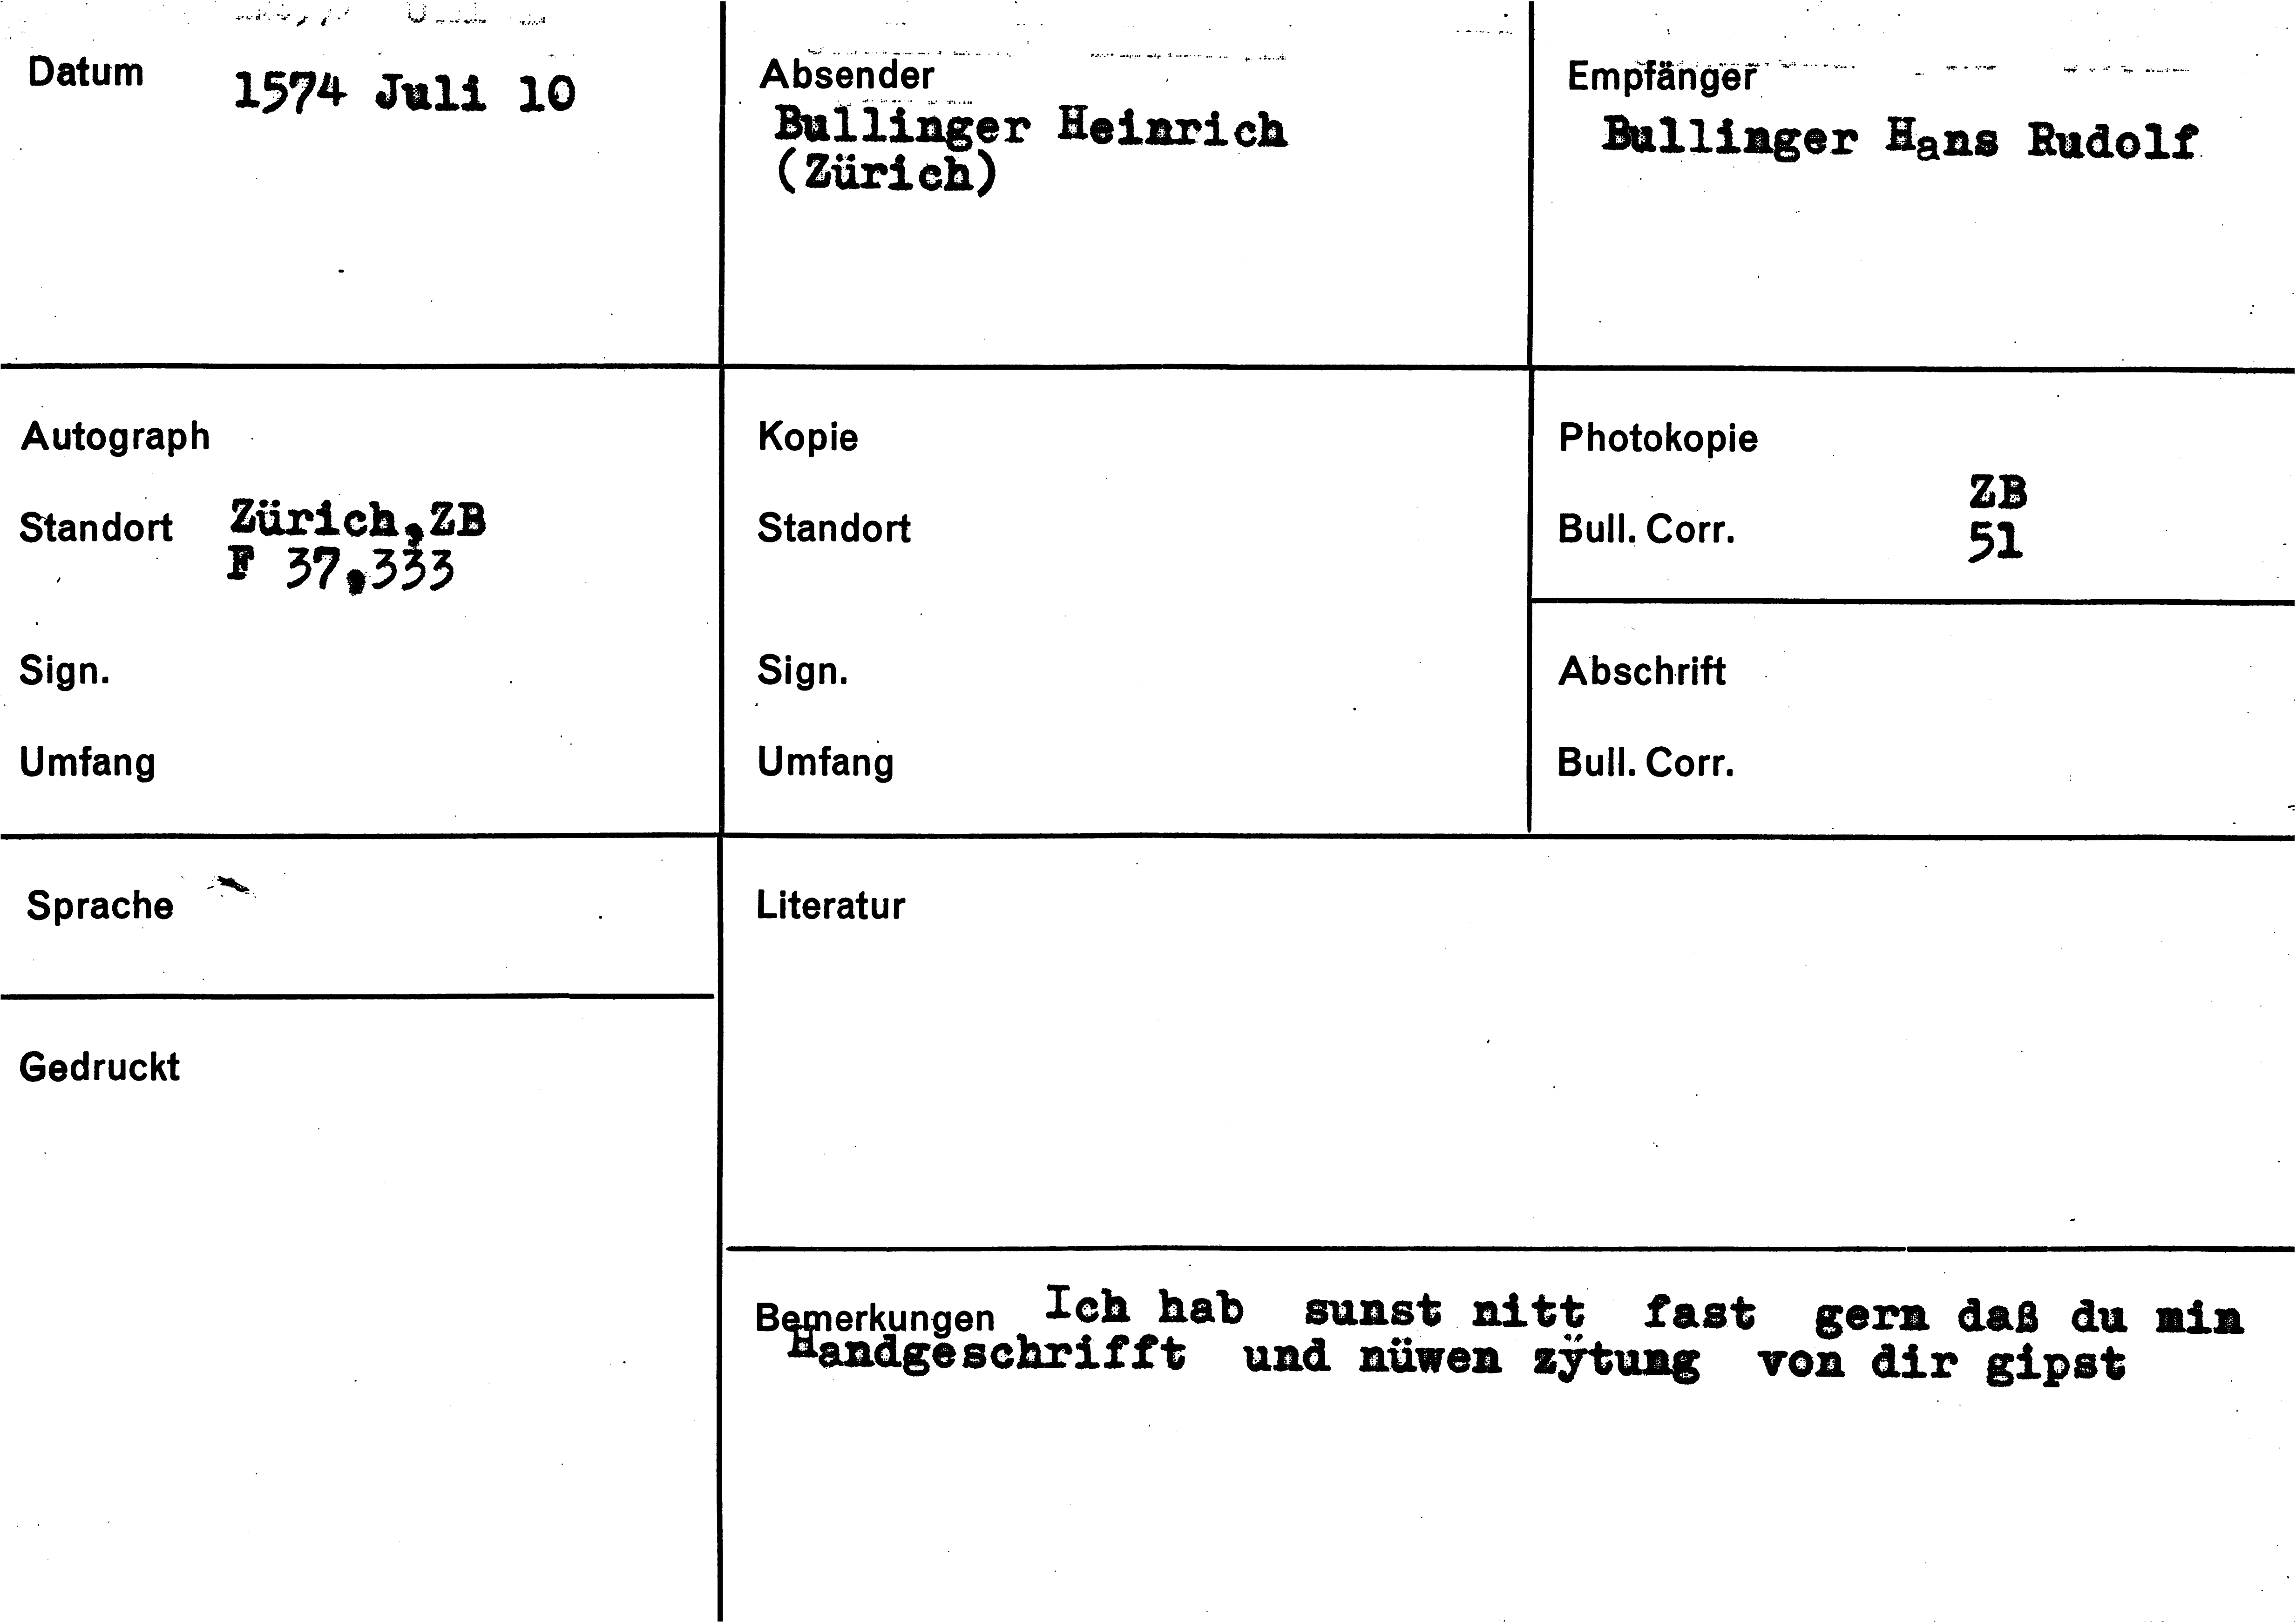 Datum 1574 Juli 10
Absender
Bullinger Heinrich
(Zürich)
Empfänger
Bullinger Hans Rudolf
Autograph
Standort Zürich,ZB
F 37,333
Sign.
Umfang
Kopie
Standort
Sign.
Umfang
Photokopie
ZB
Bull. Corr. 51
Abschrift
Bull. Corr.
Sprache
Gedruckt
Literatur
Bemerkungen Ich hab sunst nitt fast gern daß du min
Handgeschrifft und nüwen zÿtung von dir gipst